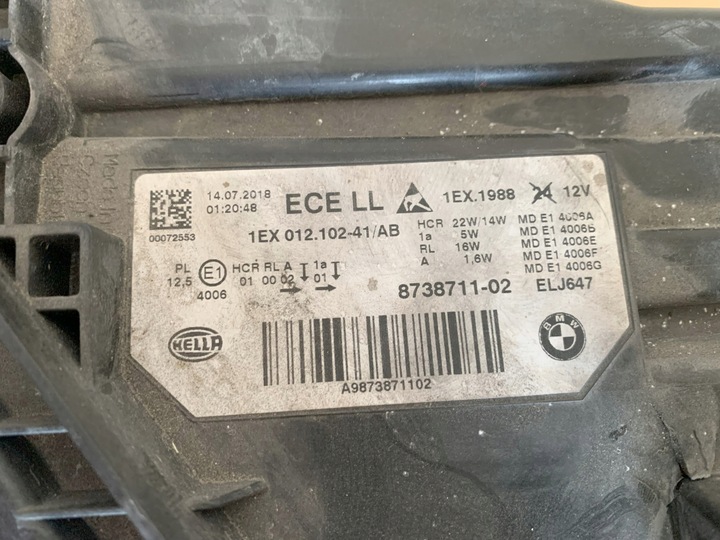 Made in
14.07.2018
01:20:48
00072553
ECE LL
1EX.1988 24 12V
1EX 012.102-41/AB
HCR 22W/14W
1a 5W
RL 16W
A 1,6W
MD E1 4006A
MD E1 4006B
MD E1 4006E
MD E1 4006F
MD E1 4006G
PL
12.5
E1
4006
HCR RL A 1a
01 00 02 01
8738711-02
ELJ647
HELLA
BMW
A9873871102